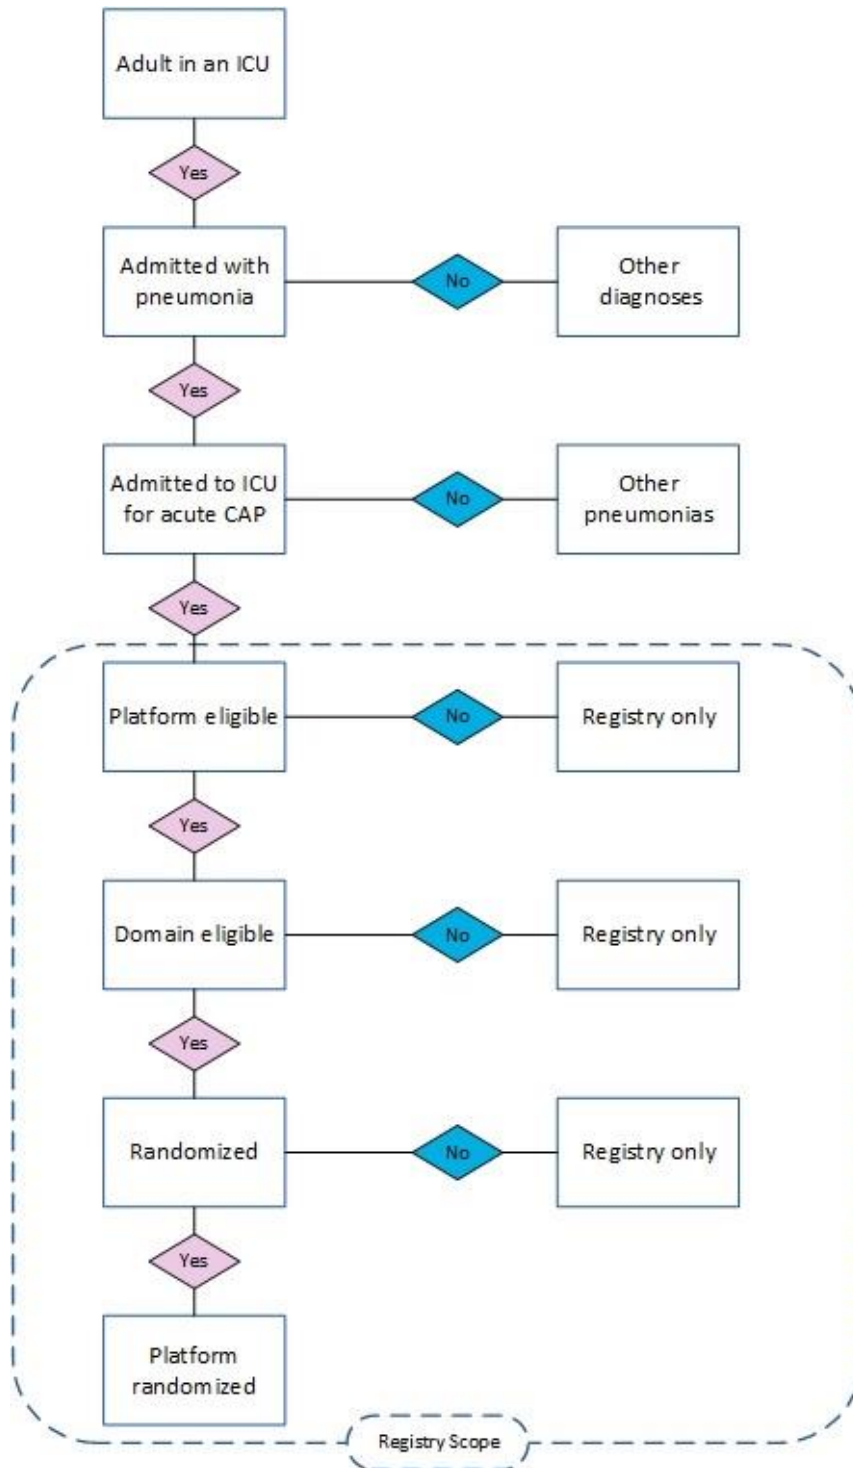 Adult in an ICU
Yes
Admitted with
pneumonia
No
Other
diagnoses
Yes
Admitted to ICU
for acute CAP
No
Other
pneumonias
Yes
Platform eligible
No
Registry only
Yes
Domain eligible
No
Registry only
Yes
Randomized
No
Registry only
Yes
Platform
randomized
Registry Scope